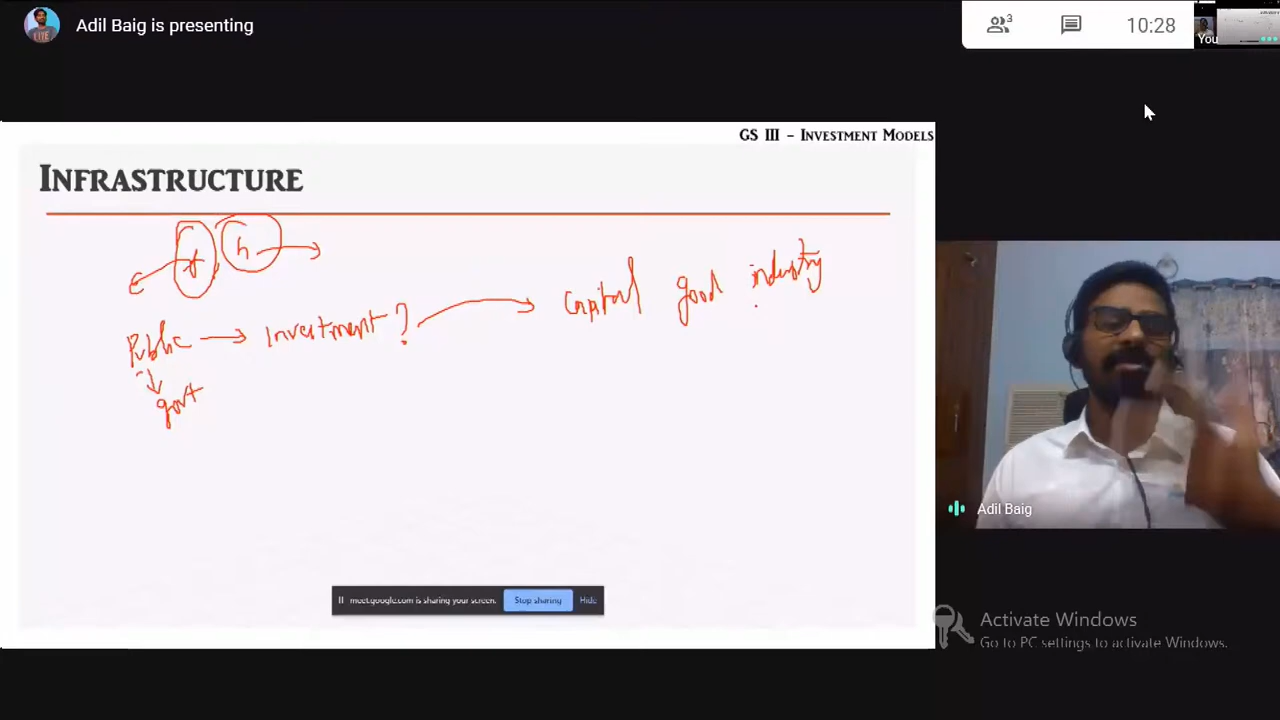 Adil Baig is presenting
3
10:28
You
GS III – INVESTMENT MODELS
INFRASTRUCTURE
Public → Investment ? → Capital good industry
govt
Adil Baig
meet.google.com is sharing your screen.
Stop sharing
Hide
Activate Windows
Go to PC settings to activate Windows.